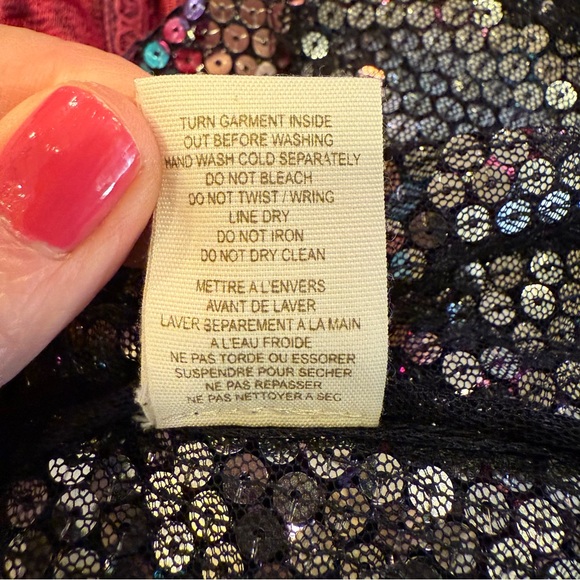 TURN GARMENT INSIDE
OUT BEFORE WASHING
HAND WASH COLD SEPARATELY
DO NOT BLEACH
DO NOT TWIST / WRING
LINE DRY
DO NOT IRON
DO NOT DRY CLEAN
METTRE A L'ENVERS
AVANT DE LAVER
LAVER SEPAREMENT A LA MAIN
A L'EAU FROIDE
NE PAS TORDE OU ESSORER
SUSPENDRE POUR SECHER
NE PAS REPASSER
NE PAS NETTOYER A SEC